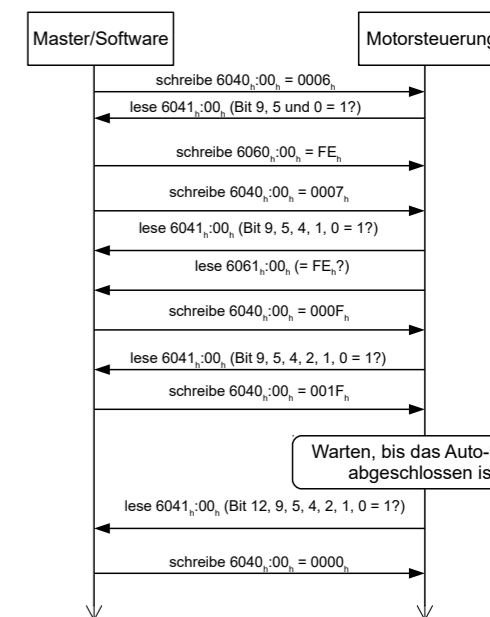 Master/Software
Motorsteuerung
schreibe 6040ₕ:00ₕ = 0006ₕ
lese 6041ₕ:00ₕ (Bit 9, 5 und 0 = 1?)
schreibe 6060ₕ:00ₕ = FEₕ
schreibe 6040ₕ:00ₕ = 0007ₕ
lese 6041ₕ:00ₕ (Bit 9, 5, 4, 1, 0 = 1?)
lese 6061ₕ:00ₕ (= FEₕ?)
schreibe 6040ₕ:00ₕ = 000Fₕ
lese 6041ₕ:00ₕ (Bit 9, 5, 4, 2, 1, 0 = 1?)
schreibe 6040ₕ:00ₕ = 001Fₕ
Warten, bis das Auto-
abgeschlossen is
lese 6041ₕ:00ₕ (Bit 12, 9, 5, 4, 2, 1, 0 = 1?)
schreibe 6040ₕ:00ₕ = 0000ₕ